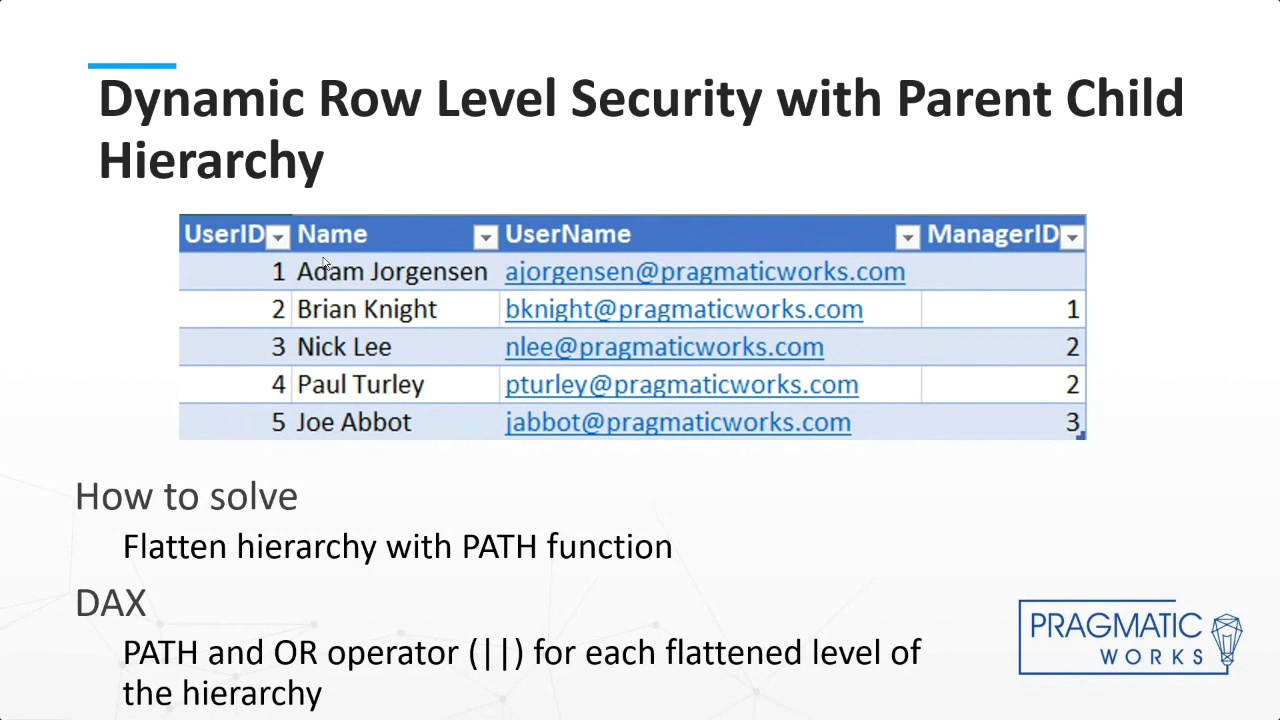 Dynamic Row Level Security with Parent Child
Hierarchy
UserID Name UserName ManagerID
1 Adam Jorgensen ajorgensen@pragmaticworks.com
2 Brian Knight bknight@pragmaticworks.com 1
3 Nick Lee nlee@pragmaticworks.com 2
4 Paul Turley pturley@pragmaticworks.com 2
5 Joe Abbot jabbot@pragmaticworks.com 3
How to solve
Flatten hierarchy with PATH function
DAX
PATH and OR operator (||) for each flattened level of
the hierarchy
PRAGMATIC
WORKS